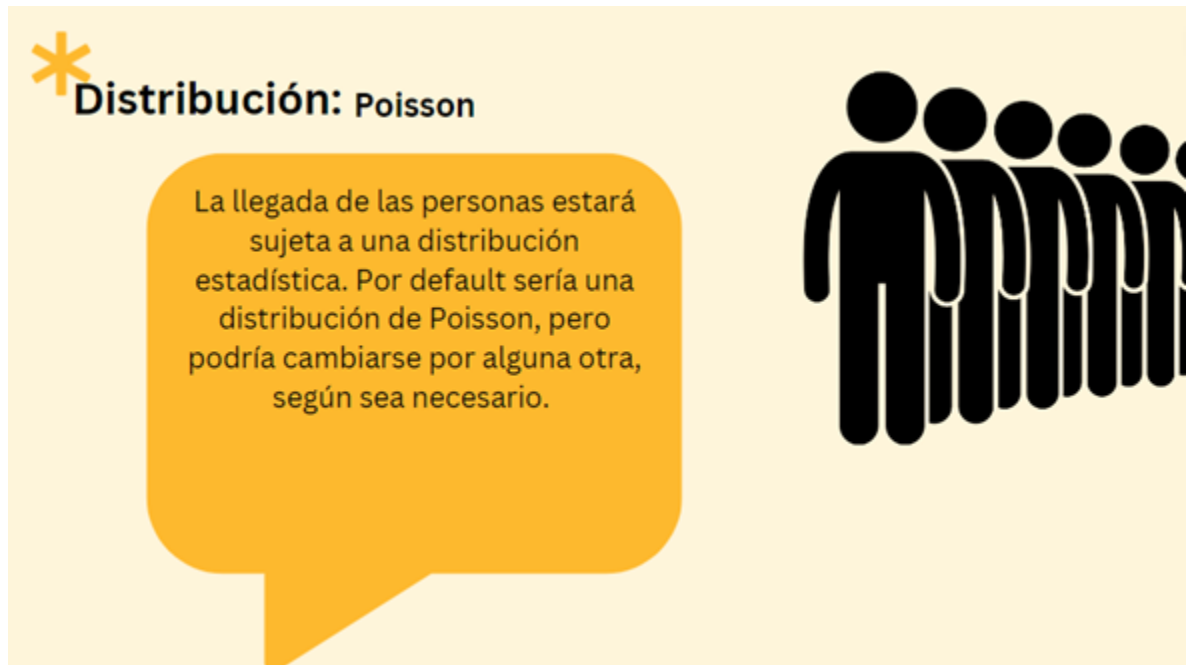 Distribución: Poisson
La llegada de las personas estará
sujeta a una distribución
estadística. Por default sería una
distribución de Poisson, pero
podría cambiarse por alguna otra,
según sea necesario.